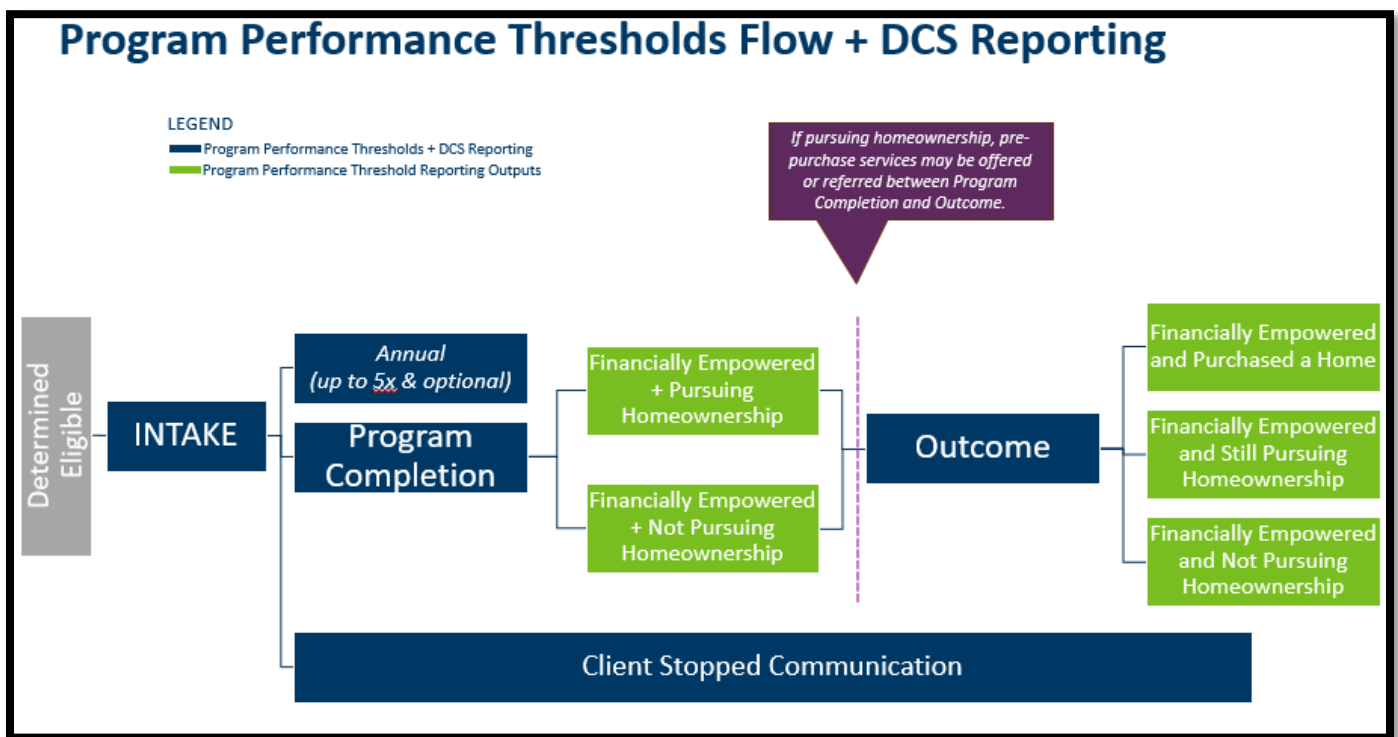 Program Performance Thresholds Flow + DCS Reporting
LEGEND
Program Performance Thresholds + DCS Reporting
Program Performance Threshold Reporting Outputs
If pursuing homeownership, pre-
purchase services may be offered
or referred between Program
Completion and Outcome.
Determined
Eligible
INTAKE
Annual
(up to 5x & optional)
Program
Completion
Financially Empowered
+ Pursuing
Homeownership
Financially Empowered
+ Not Pursuing
Homeownership
Outcome
Financially Empowered
and Purchased a Home
Financially Empowered
and Still Pursuing
Homeownership
Financially Empowered
and Not Pursuing
Homeownership
Client Stopped Communication